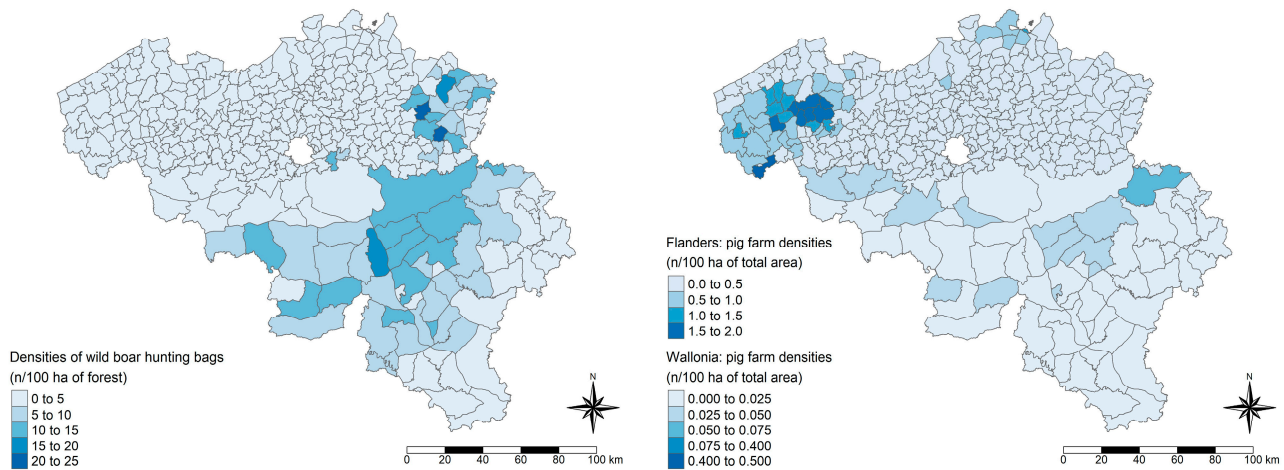 Densities of wild boar hunting bags
(n/100 ha of forest)
0 to 5
5 to 10
10 to 15
15 to 20
20 to 25
N
0 20 40 60 80 100 km
Flanders: pig farm densities
(n/100 ha of total area)
0.0 to 0.5
0.5 to 1.0
1.0 to 1.5
1.5 to 2.0
Wallonia: pig farm densities
(n/100 ha of total area)
0.000 to 0.025
0.025 to 0.050
0.050 to 0.075
0.075 to 0.400
0.400 to 0.500
N
0 20 40 60 80 100 km